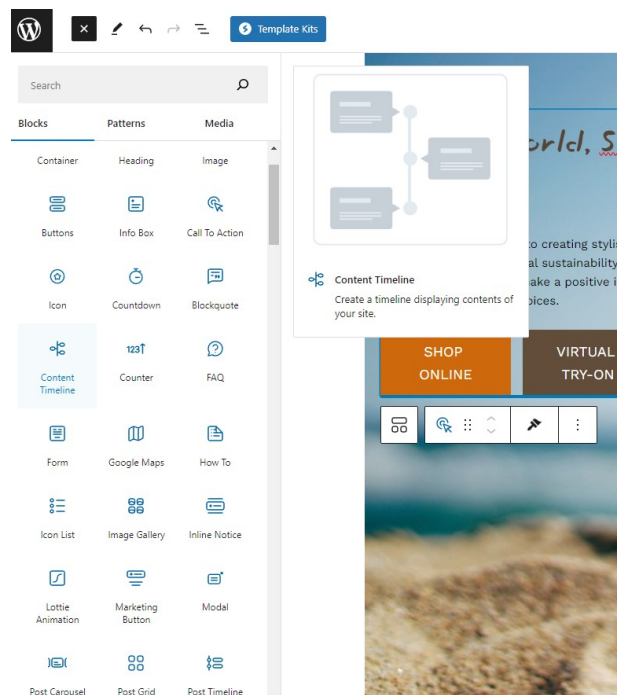 Template Kits
Search
Blocks Patterns Media
Container Heading Image
Buttons Info Box Call To Action
Icon Countdown Blockquote
123
Content
Timeline
Counter FAQ
Form Google Maps How To
Icon List Image Gallery Inline Notice
Lottie
Animation
Marketing
Button
Modal
Post Carousel Post Grid Post Timeline
Content Timeline
Create a timeline displaying contents of
your site.
orld, S
to creating stylis
al sustainability
ake a positive i
oices.
SHOP
ONLINE
VIRTUAL
TRY-ON